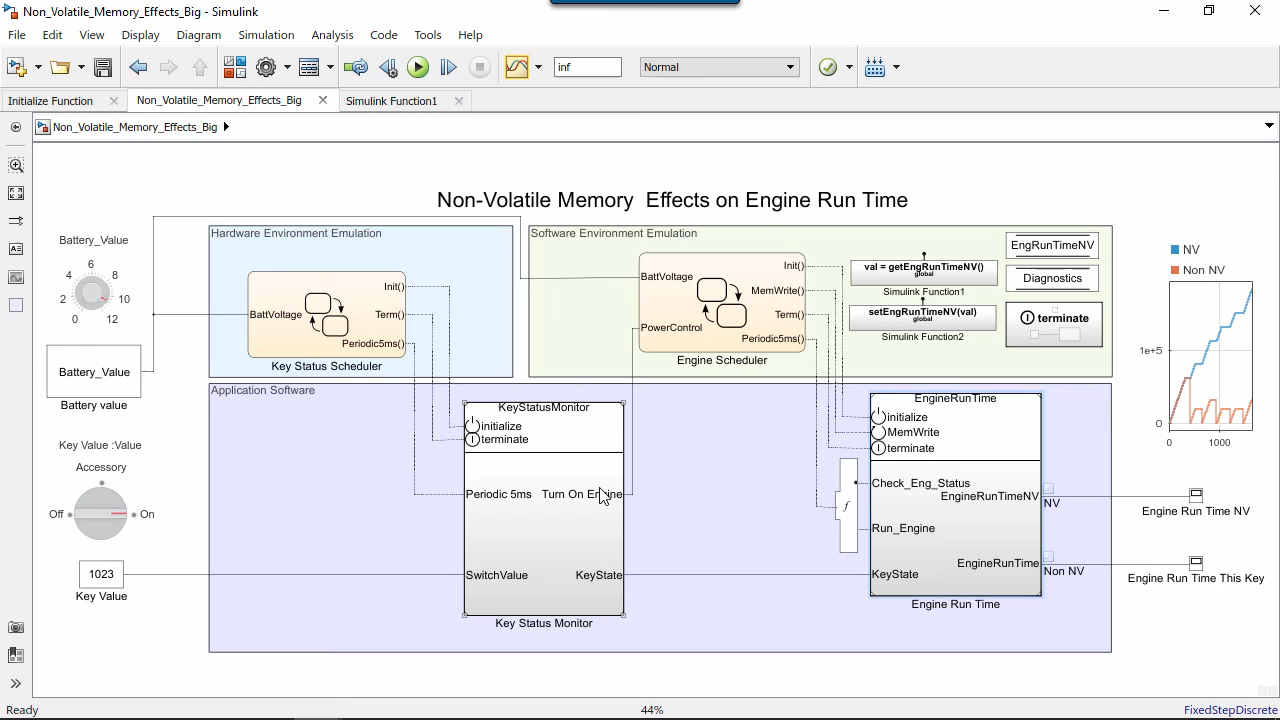 Non_Volatile_Memory_Effects_Big - Simulink
File Edit View Display Diagram Simulation Analysis Code Tools Help
inf
Normal
Initialize Function
Non_Volatile_Memory_Effects_Big
Simulink Function1
Non_Volatile_Memory_Effects_Big
Non-Volatile Memory Effects on Engine Run Time
Battery_Value
0 2 4 6 8 10 12
Battery_Value
Battery value
Key Value :Value
Accessory
Off
On
1023
Key Value
Hardware Environment Emulation
BattVoltage
Init()
Term()
Periodic5ms()
Key Status Scheduler
Software Environment Emulation
BattVoltage
PowerControl
Init()
MemWrite()
Term()
Periodic5ms()
Engine Scheduler
val = getEngRunTimeNV()
global
Simulink Function1
setEngRunTimeNV(val)
global
Simulink Function2
EngRunTimeNV
Diagnostics
terminate
Application Software
KeyStatusMonitor
initialize
terminate
Periodic 5ms
Turn On Engine
SwitchValue
KeyState
Key Status Monitor
f
EngineRunTime
initialize
MemWrite
terminate
Check_Eng_Status
EngineRunTimeNV
Run_Engine
EngineRunTime
KeyState
Engine Run Time
NV
Non NV
Engine Run Time NV
Engine Run Time This Key
NV
Non NV
1e+5
0
0
1000
Ready
44%
FixedStepDiscrete